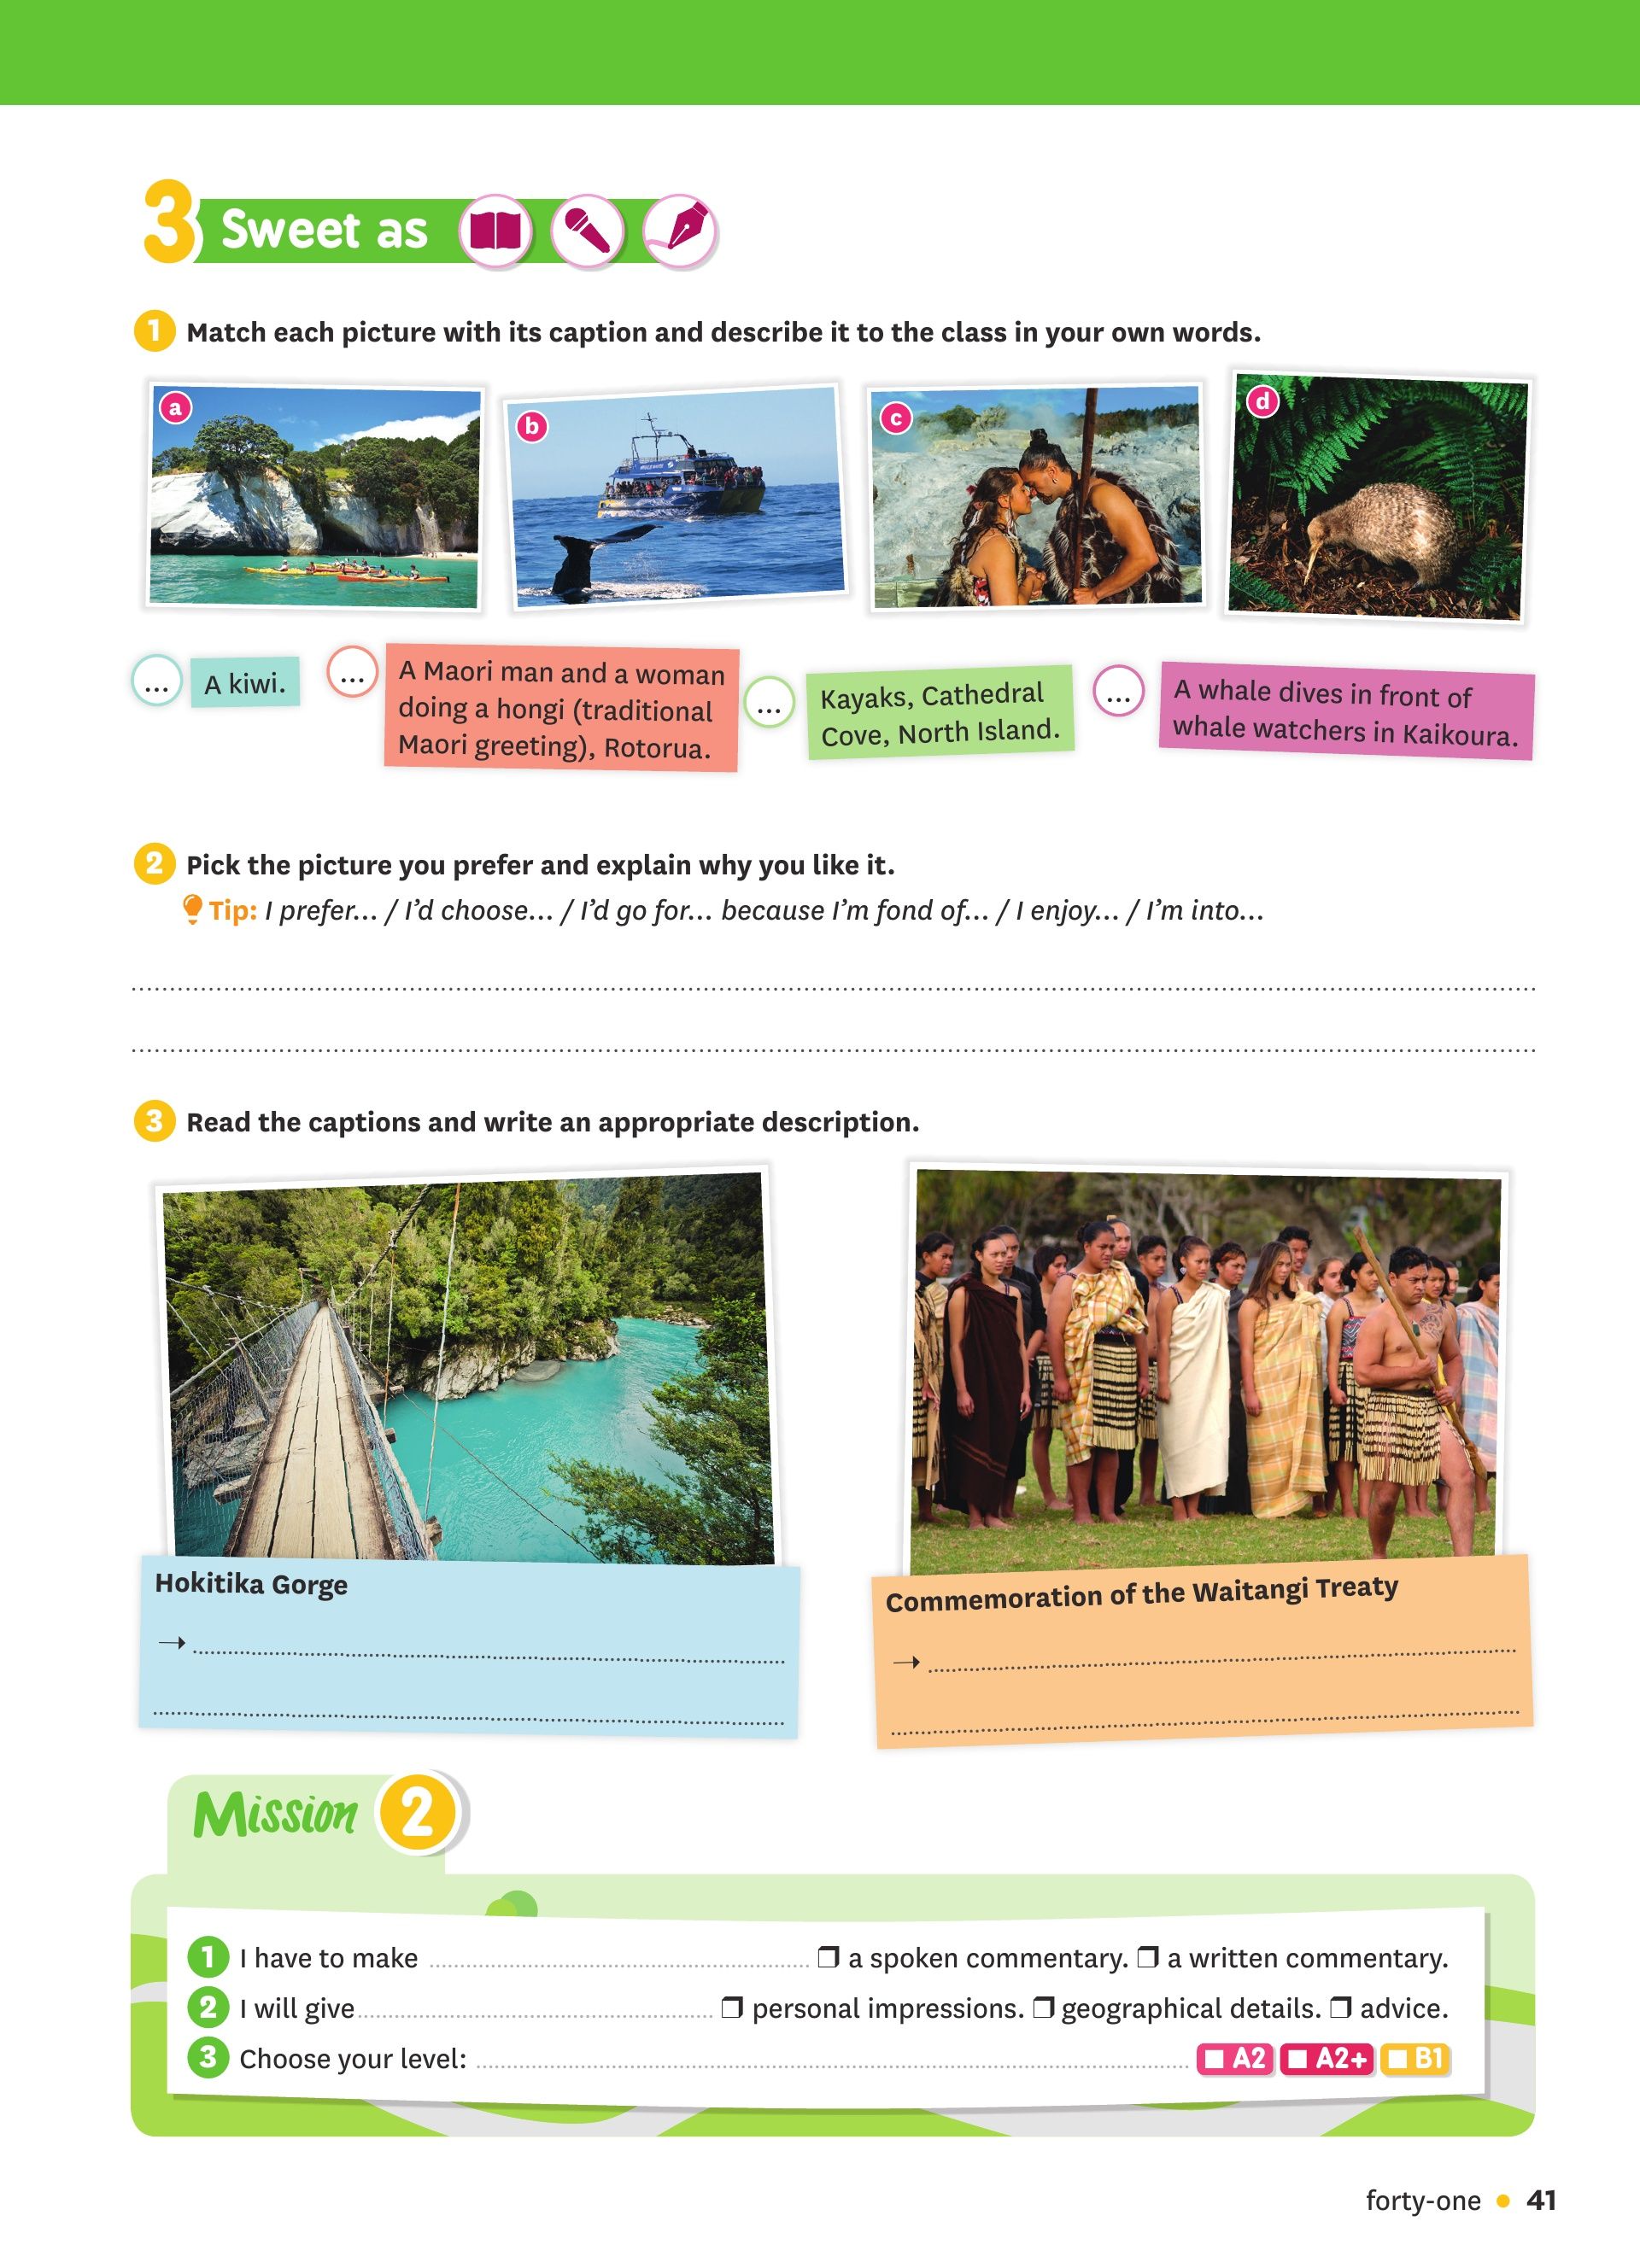 3 Sweet as
1 Match each picture with its caption and describe it to the class in your own words.
a
b
c
d
... A kiwi.
... A Maori man and a woman
doing a hongi (traditional
Maori greeting), Rotorua.
... Kayaks, Cathedral
Cove, North Island.
... A whale dives in front of
whale watchers in Kaikoura.
2 Pick the picture you prefer and explain why you like it.
Tip: I prefer... / I'd choose... / I'd go for... because I'm fond of... / I enjoy... / I'm into...
3 Read the captions and write an appropriate description.
Hokitika Gorge
→
Commemoration of the Waitangi Treaty
→
Mission 2
1 I have to make ❒ a spoken commentary. ❒ a written commentary.
2 I will give ❒ personal impressions. ❒ geographical details. ❒ advice.
3 Choose your level: A2 A2+ B1
forty-one • 41